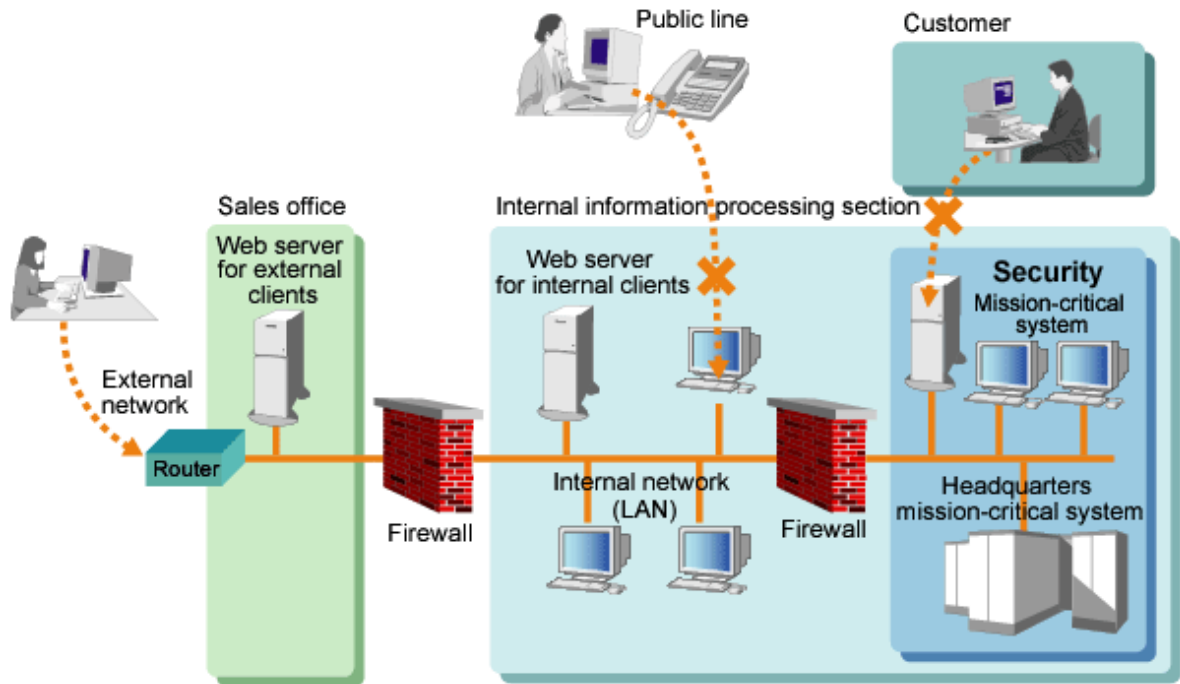 Public line
Customer
Sales office
Internal information processing section
Web server
for external
clients
Web server
for internal clients
Security
Mission-critical
system
External
network
Router
Firewall
Internal network
(LAN)
Firewall
Headquarters
mission-critical system